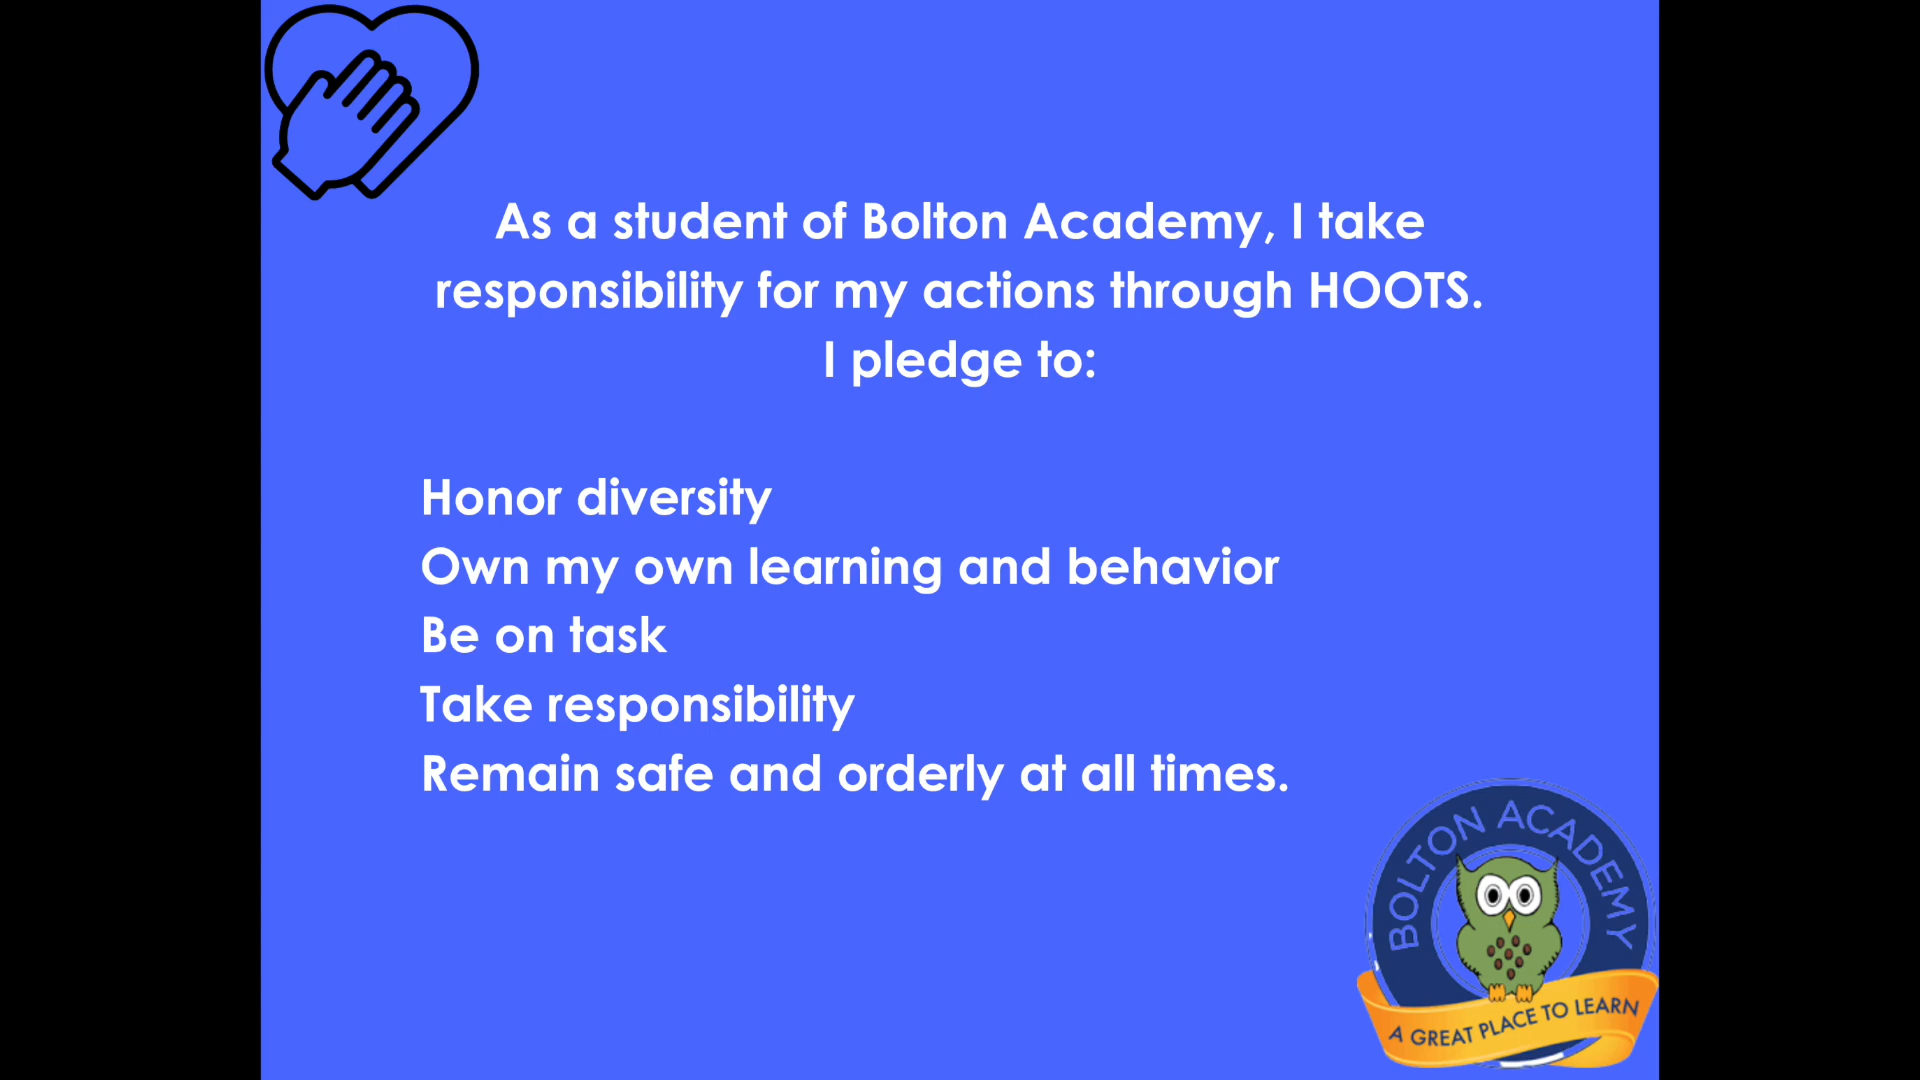 As a student of Bolton Academy, I take
responsibility for my actions through HOOTS.
I pledge to:
Honor diversity
Own my own learning and behavior
Be on task
Take responsibility
Remain safe and orderly at all times.
BOLTON ACADEMY
A GREAT PLACE TO LEARN